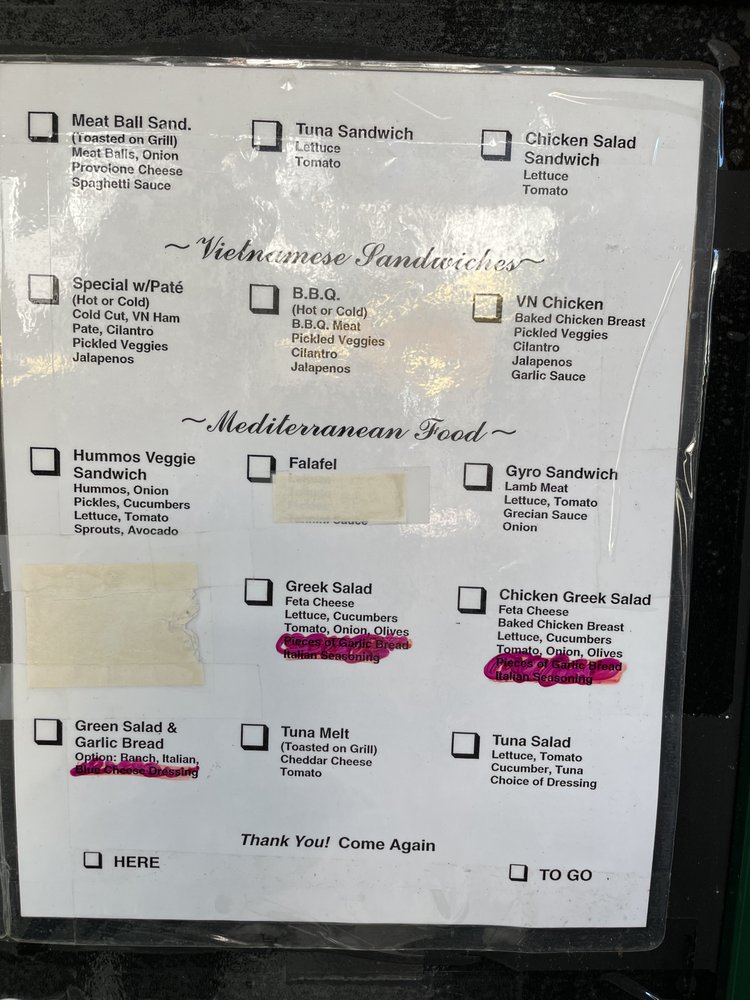 Meat Ball Sand.
(Toasted on Grill)
Meat Balls, Onion
Provolone Cheese
Spaghetti Sauce
Tuna Sandwich
Lettuce
Tomato
Chicken Salad
Sandwich
Lettuce
Tomato
~Vietnamese Sandwiches~
Special w/Paté
(Hot or Cold)
Cold Cut, VN Ham
Pate, Cilantro
Pickled Veggies
Jalapenos
B.B.Q.
(Hot or Cold)
B.B.Q. Meat
Pickled Veggies
Cilantro
Jalapenos
VN Chicken
Baked Chicken Breast
Pickled Veggies
Cilantro
Jalapenos
Garlic Sauce
~Mediterranean Food~
Hummos Veggie
Sandwich
Hummos, Onion
Pickles, Cucumbers
Lettuce, Tomato
Sprouts, Avocado
Falafel
Sauce
Gyro Sandwich
Lamb Meat
Lettuce, Tomato
Grecian Sauce
Onion
Greek Salad
Feta Cheese
Lettuce, Cucumbers
Tomato, Onion, Olives
Pieces of Garlic Bread
Italian Seasoning
Chicken Greek Salad
Feta Cheese
Baked Chicken Breast
Lettuce, Cucumbers
Tomato, Onion, Olives
Pieces of Garlic Bread
Italian Seasoning
Green Salad &
Garlic Bread
Option: Ranch, Italian,
Blue Cheese Dressing
Tuna Melt
(Toasted on Grill)
Cheddar Cheese
Tomato
Tuna Salad
Lettuce, Tomato
Cucumber, Tuna
Choice of Dressing
Thank You! Come Again
HERE
TO GO